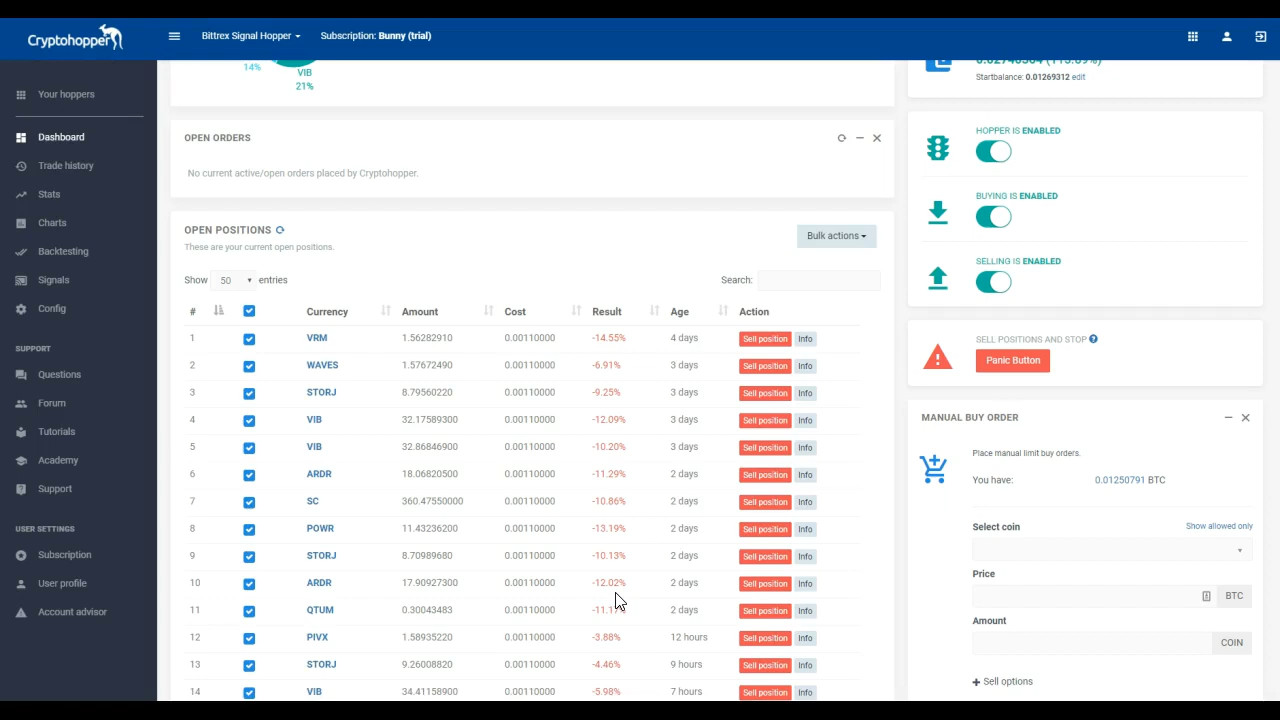 Cryptohopper
Bittrex Signal Hopper
Subscription: Bunny (trial)
Your hoppers
Dashboard
Trade history
Stats
Charts
Backtesting
Signals
Config
SUPPORT
Questions
Forum
Tutorials
Academy
Support
USER SETTINGS
Subscription
User profile
Account advisor
14%
VIB
21%
OPEN ORDERS
No current active/open orders placed by Cryptohopper.
OPEN POSITIONS
These are your current open positions.
Bulk actions
Show 50 entries
Search:
# Currency Amount Cost Result Age Action
1 VRM 1.56282910 0.00110000 -14.55% 4 days Sell position Info
2 WAVES 1.57672490 0.00110000 -6.91% 3 days Sell position Info
3 STORJ 8.79560220 0.00110000 -9.25% 3 days Sell position Info
4 VIB 32.17589300 0.00110000 -12.09% 3 days Sell position Info
5 VIB 32.86846900 0.00110000 -10.20% 3 days Sell position Info
6 ARDR 18.06820500 0.00110000 -11.29% 2 days Sell position Info
7 SC 360.47550000 0.00110000 -10.86% 2 days Sell position Info
8 POWR 11.43236200 0.00110000 -13.19% 2 days Sell position Info
9 STORJ 8.70989680 0.00110000 -10.13% 2 days Sell position Info
10 ARDR 17.90927300 0.00110000 -12.02% 2 days Sell position Info
11 QTUM 0.30043483 0.00110000 2 days Sell position Info
12 PIVX 1.58935220 0.00110000 -3.88% 12 hours Sell position Info
13 STORJ 9.26008820 0.00110000 -4.46% 9 hours Sell position Info
14 VIB 34.41158900 0.00110000 -5.98% 7 hours Sell position Info
Startbalance: 0.01269312 edit
HOPPER IS ENABLED
BUYING IS ENABLED
SELLING IS ENABLED
SELL POSITIONS AND STOP
Panic Button
MANUAL BUY ORDER
Place manual limit buy orders.
You have: 0.01250791 BTC
Select coin Show allowed only
Price
BTC
Amount
COIN
+ Sell options